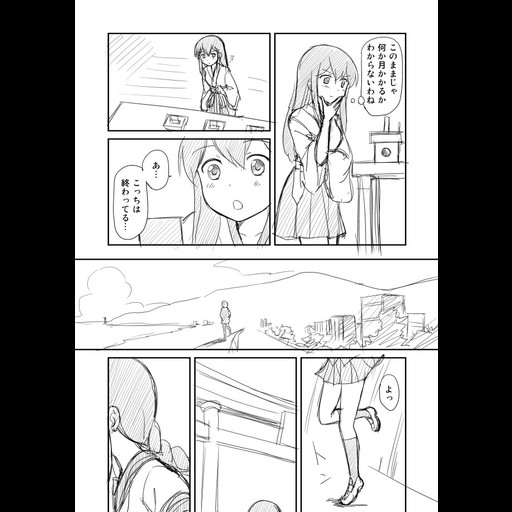 このままじゃ
何か月かかるか
わからないわね
あ…
こっちは
終わってる…
よっ